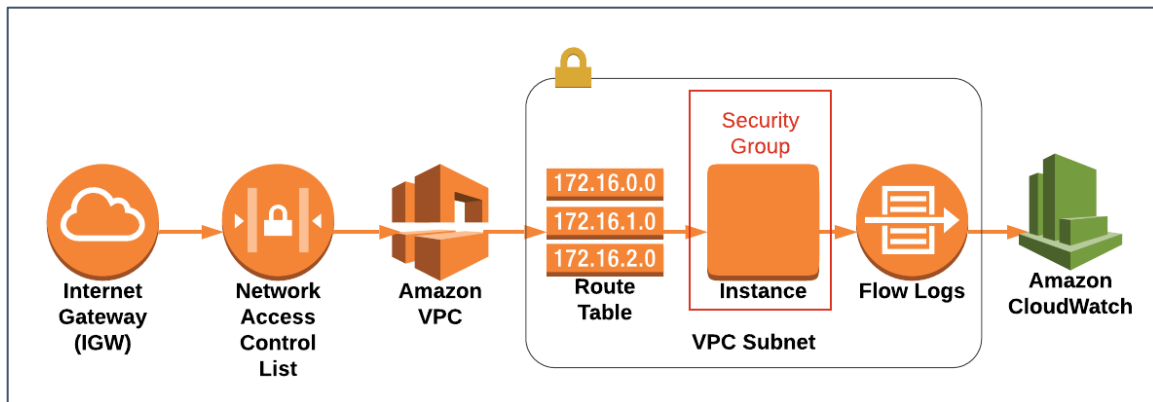 Internet
Gateway
(IGW)
Network
Access
Control
List
Amazon
VPC
172.16.0.0
172.16.1.0
172.16.2.0
Route
Table
Security
Group
Instance
Flow Logs
VPC Subnet
Amazon
CloudWatch